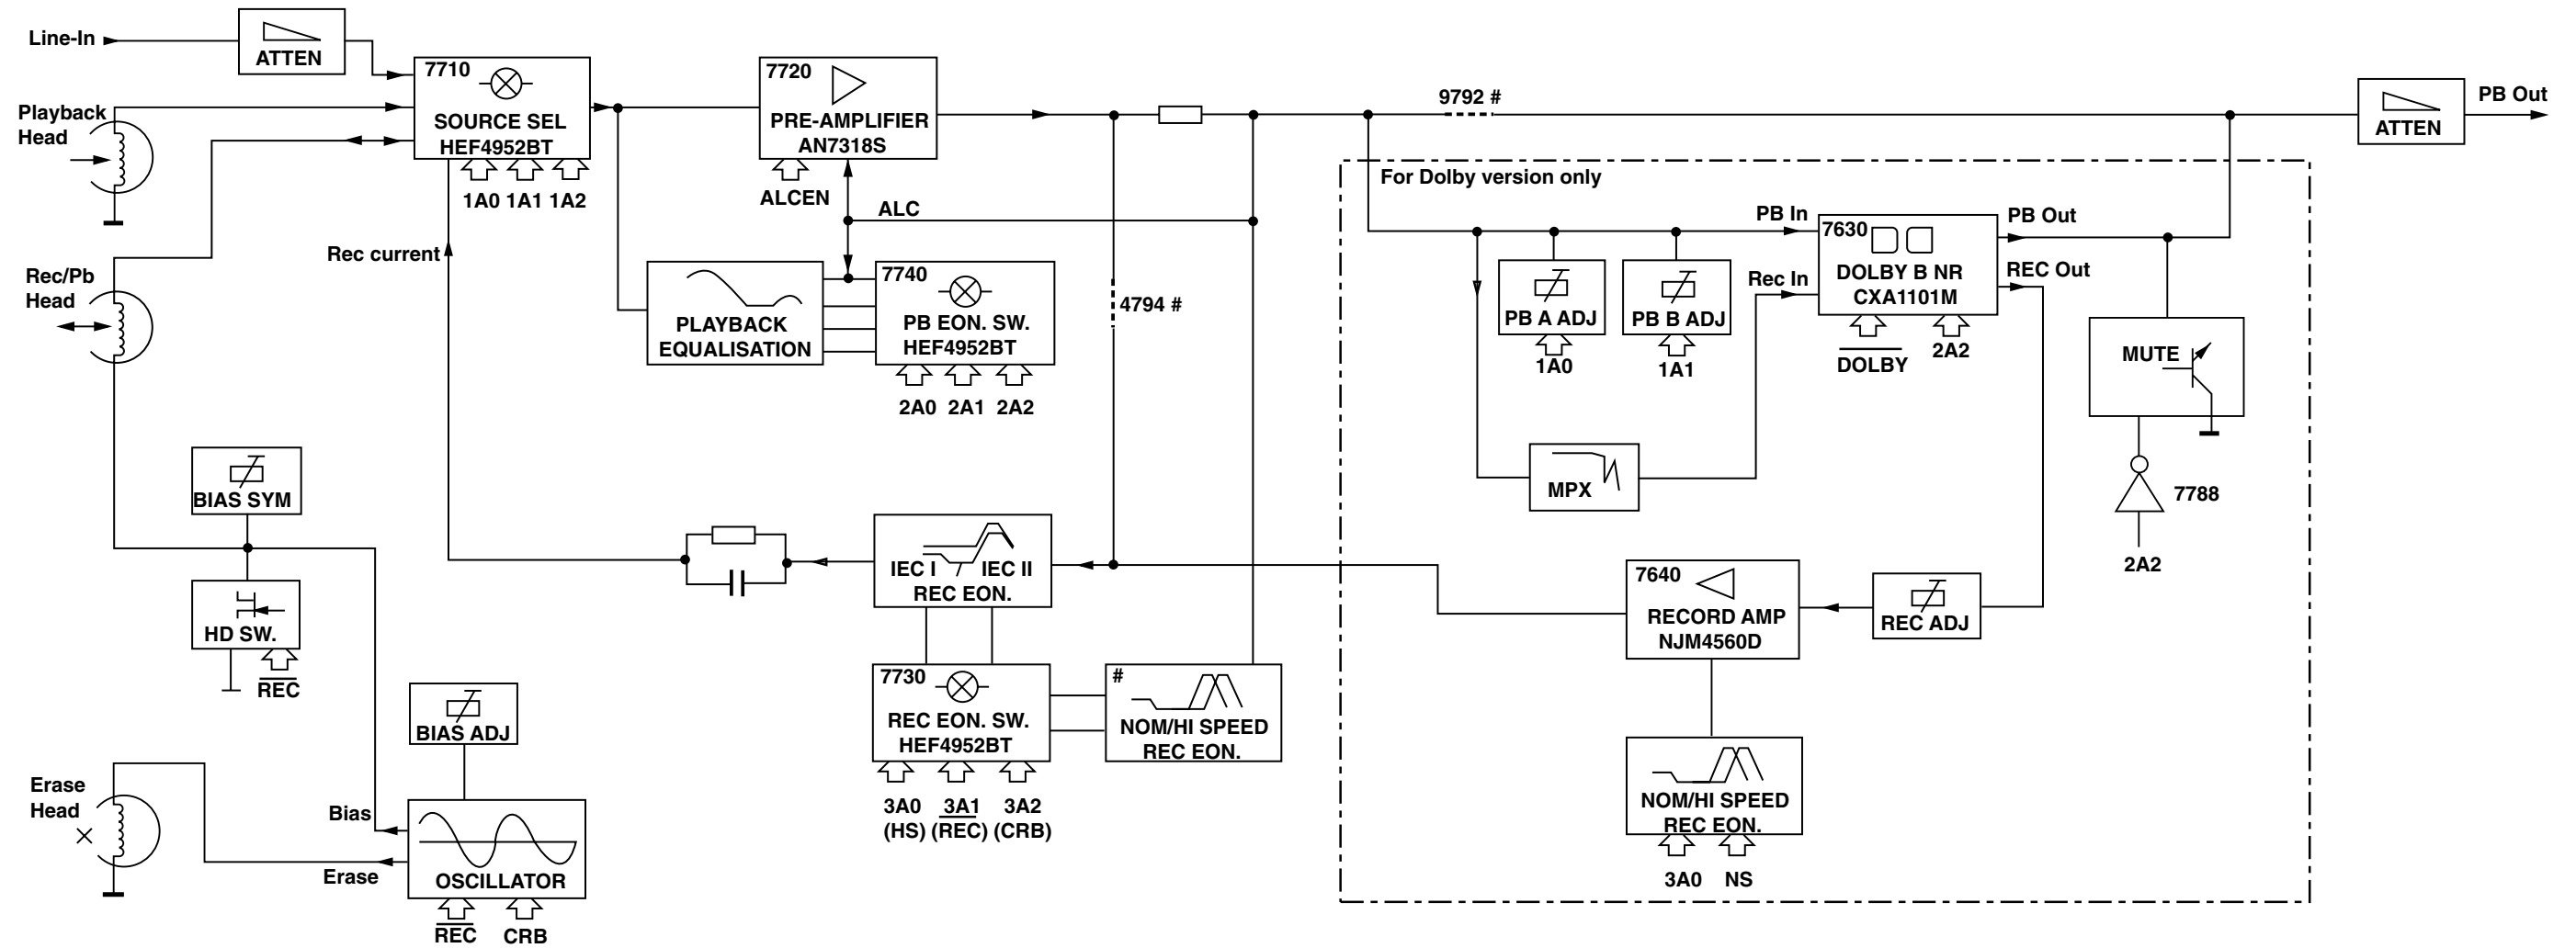 Line-In
ATTEN
Playback
Head
7710
SOURCE SEL
HEF4952BT
1A0 1A1 1A2
7720
PRE-AMPLIFIER
AN7318S
ALCEN
ALC
9792 #
ATTEN
PB Out
For Dolby version only
Rec current
Rec/Pb
Head
PLAYBACK
EQUALISATION
7740
PB EON. SW.
HEF4952BT
2A0 2A1 2A2
4794 #
PB In
Rec In
7630
DOLBY B NR
CXA1101M
PB Out
REC Out
DOLBY
2A2
PB A ADJ
1A0
PB B ADJ
1A1
MUTE
7788
2A2
MPX
BIAS SYM
HD SW.
REC
IEC I / IEC II
REC EON.
7640
RECORD AMP
NJM4560D
REC ADJ
BIAS ADJ
7730
REC EON. SW.
HEF4952BT
3A0 3A1 3A2
(HS) (REC) (CRB)
#
NOM/HI SPEED
REC EON.
NOM/HI SPEED
REC EON.
3A0 NS
Erase
Head
Bias
Erase
OSCILLATOR
REC CRB